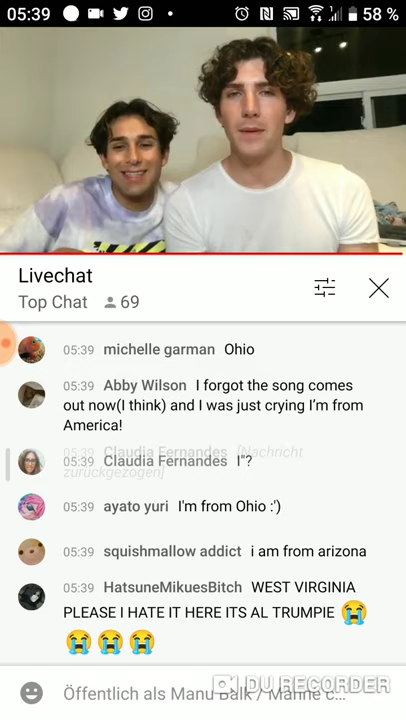 05:39
58 %
Livechat
Top Chat 69
05:39 michelle garman Ohio
05:39 Abby Wilson I forgot the song comes
out now(I think) and I was just crying I'm from
America!
Claudia Fernandes [Nachricht
05:39 Claudia Fernandes I"?
zurückgezogen]
05:39 ayato yuri I'm from Ohio :')
05:39 squishmallow addict i am from arizona
05:39 HatsuneMikuesBitch WEST VIRGINIA
PLEASE I HATE IT HERE ITS AL TRUMPIE 😭
😭😭😭
DU RECORDER
Öffentlich als Manu Balk / Manne c...